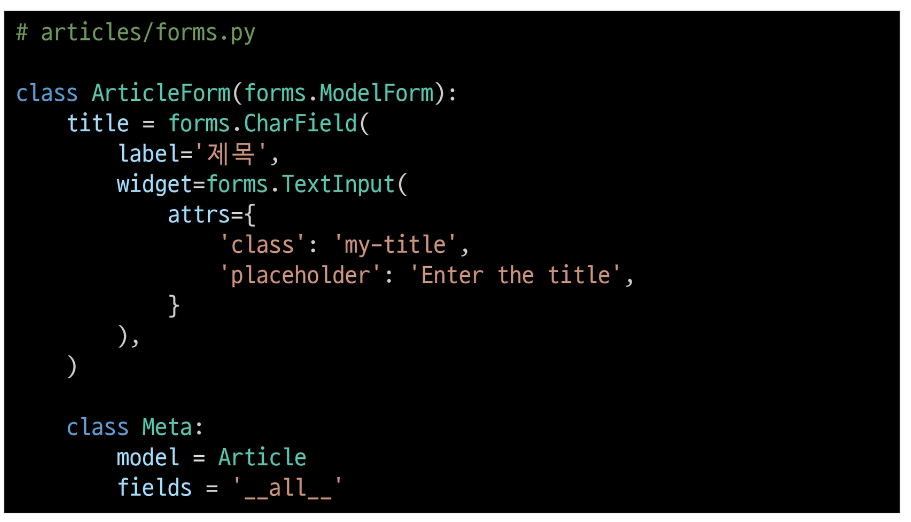 # articles/forms.py

class ArticleForm(forms.ModelForm):
    title = forms.CharField(
        label='제목',
        widget=forms.TextInput(
            attrs={
                'class': 'my-title',
                'placeholder': 'Enter the title',
            }
        ),
    )

    class Meta:
        model = Article
        fields = '__all__'